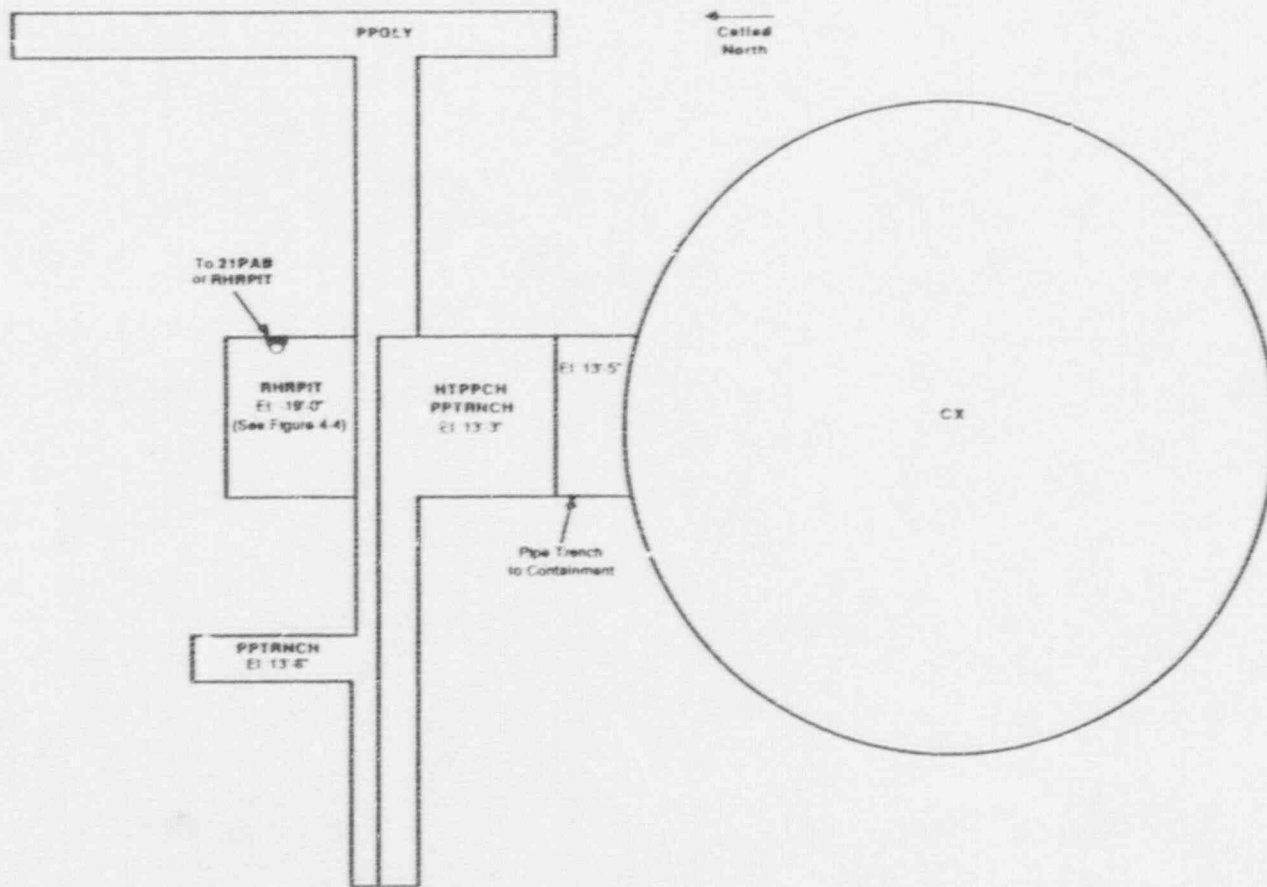 PPGLY
Called
North
To 21PAB
or RHRPIT
RHRPIT
El: -19'-0"
(See Figure 4-4)
HTPPCH
PPTRNCH
El: 13'-3"
El: 13'-5"
CX
Pipe Trench
to Containment
PPTRNCH
El: 13'-6"